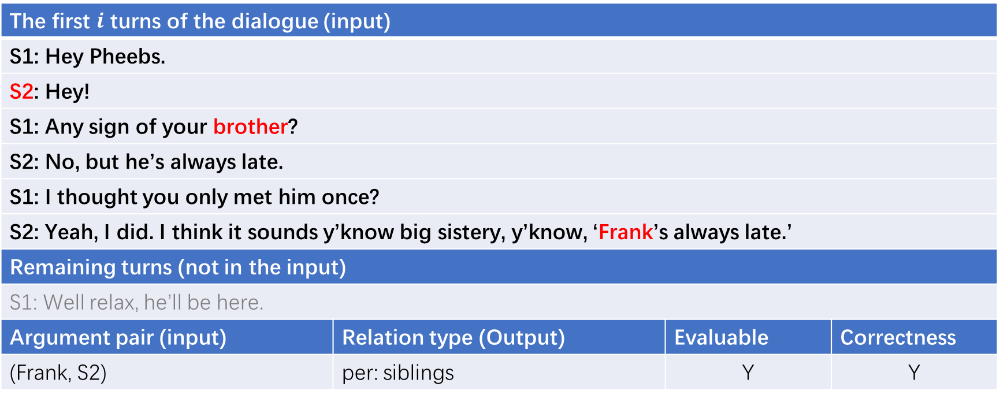 The first i turns of the dialogue (input)
S1: Hey Pheebs.
S2: Hey!
S1: Any sign of your brother?
S2: No, but he’s always late.
S1: I thought you only met him once?
S2: Yeah, I did. I think it sounds y’know big sistery, y’know, ‘Frank’s always late.’
Remaining turns (not in the input)
S1: Well relax, he’ll be here.
Argument pair (input) Relation type (Output) Evaluable Correctness
(Frank, S2) per: siblings Y Y